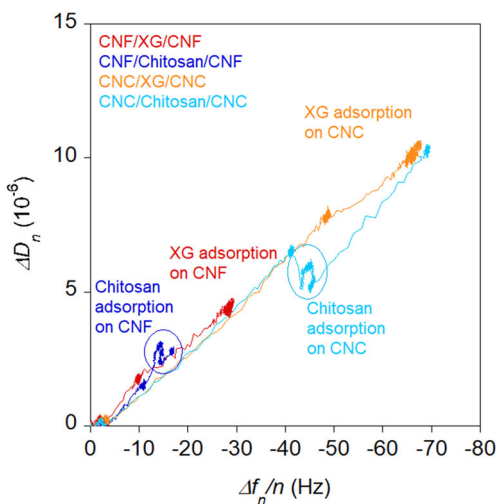 15
CNF/XG/CNF
CNF/Chitosan/CNF
CNC/XG/CNC
CNC/Chitosan/CNC
XG adsorption
on CNC
10
ΔDn (10-6)
XG adsorption
on CNF
Chitosan
adsorption
on CNF
5
Chitosan
adsorption
on CNC
0
0 -10 -20 -30 -40 -50 -60 -70 -80
Δfn/n (Hz)